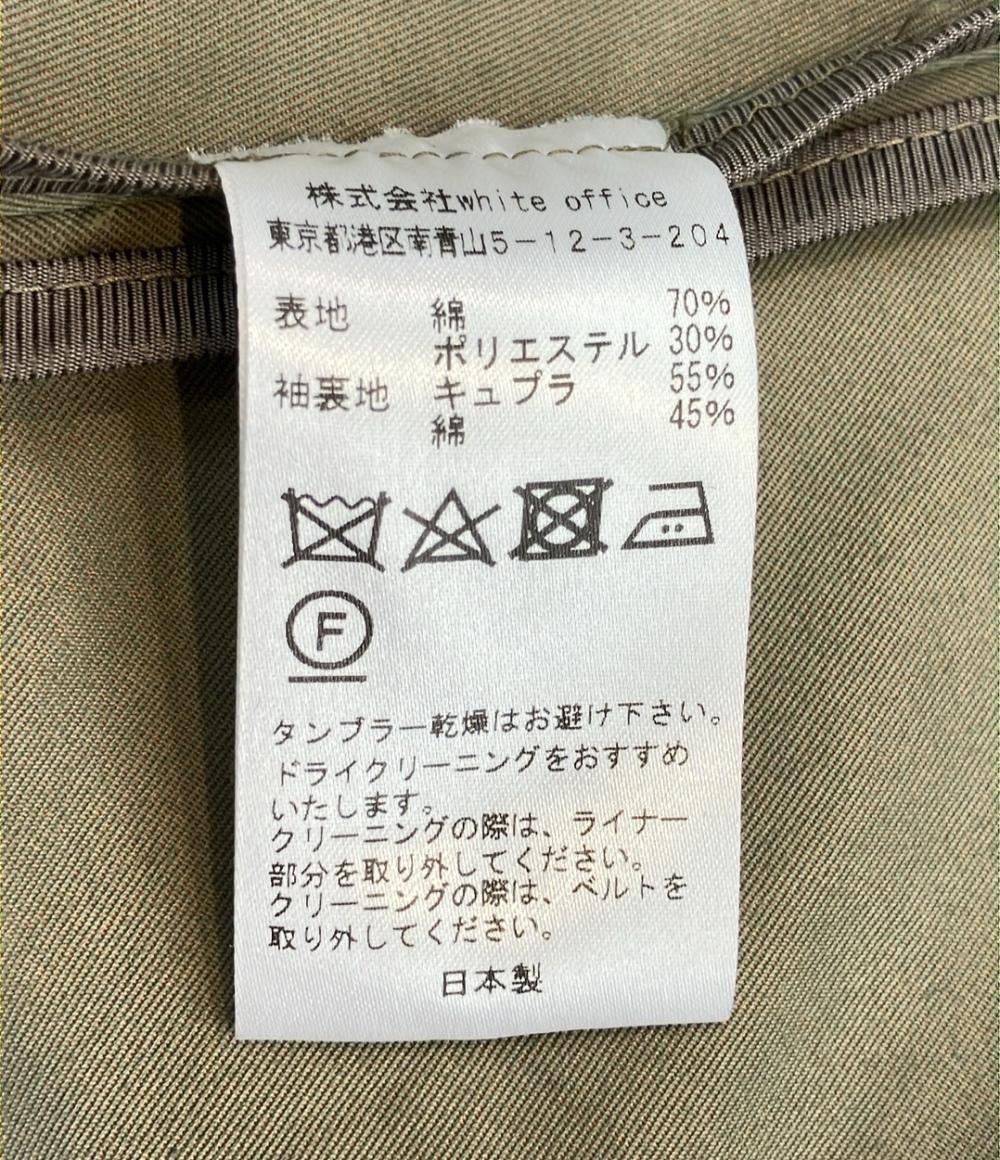 株式会社white office
東京都港区南青山5－12－3－204
表地 綿 70%
ポリエステル 30%
袖裏地 キュプラ 55%
綿 45%
F
タンブラー乾燥はお避け下さい。
ドライクリーニングをおすすめ
いたします。
クリーニングの際は、ライナー
部分を取り外してください。
クリーニングの際は、ベルトを
取り外してください。
日本製